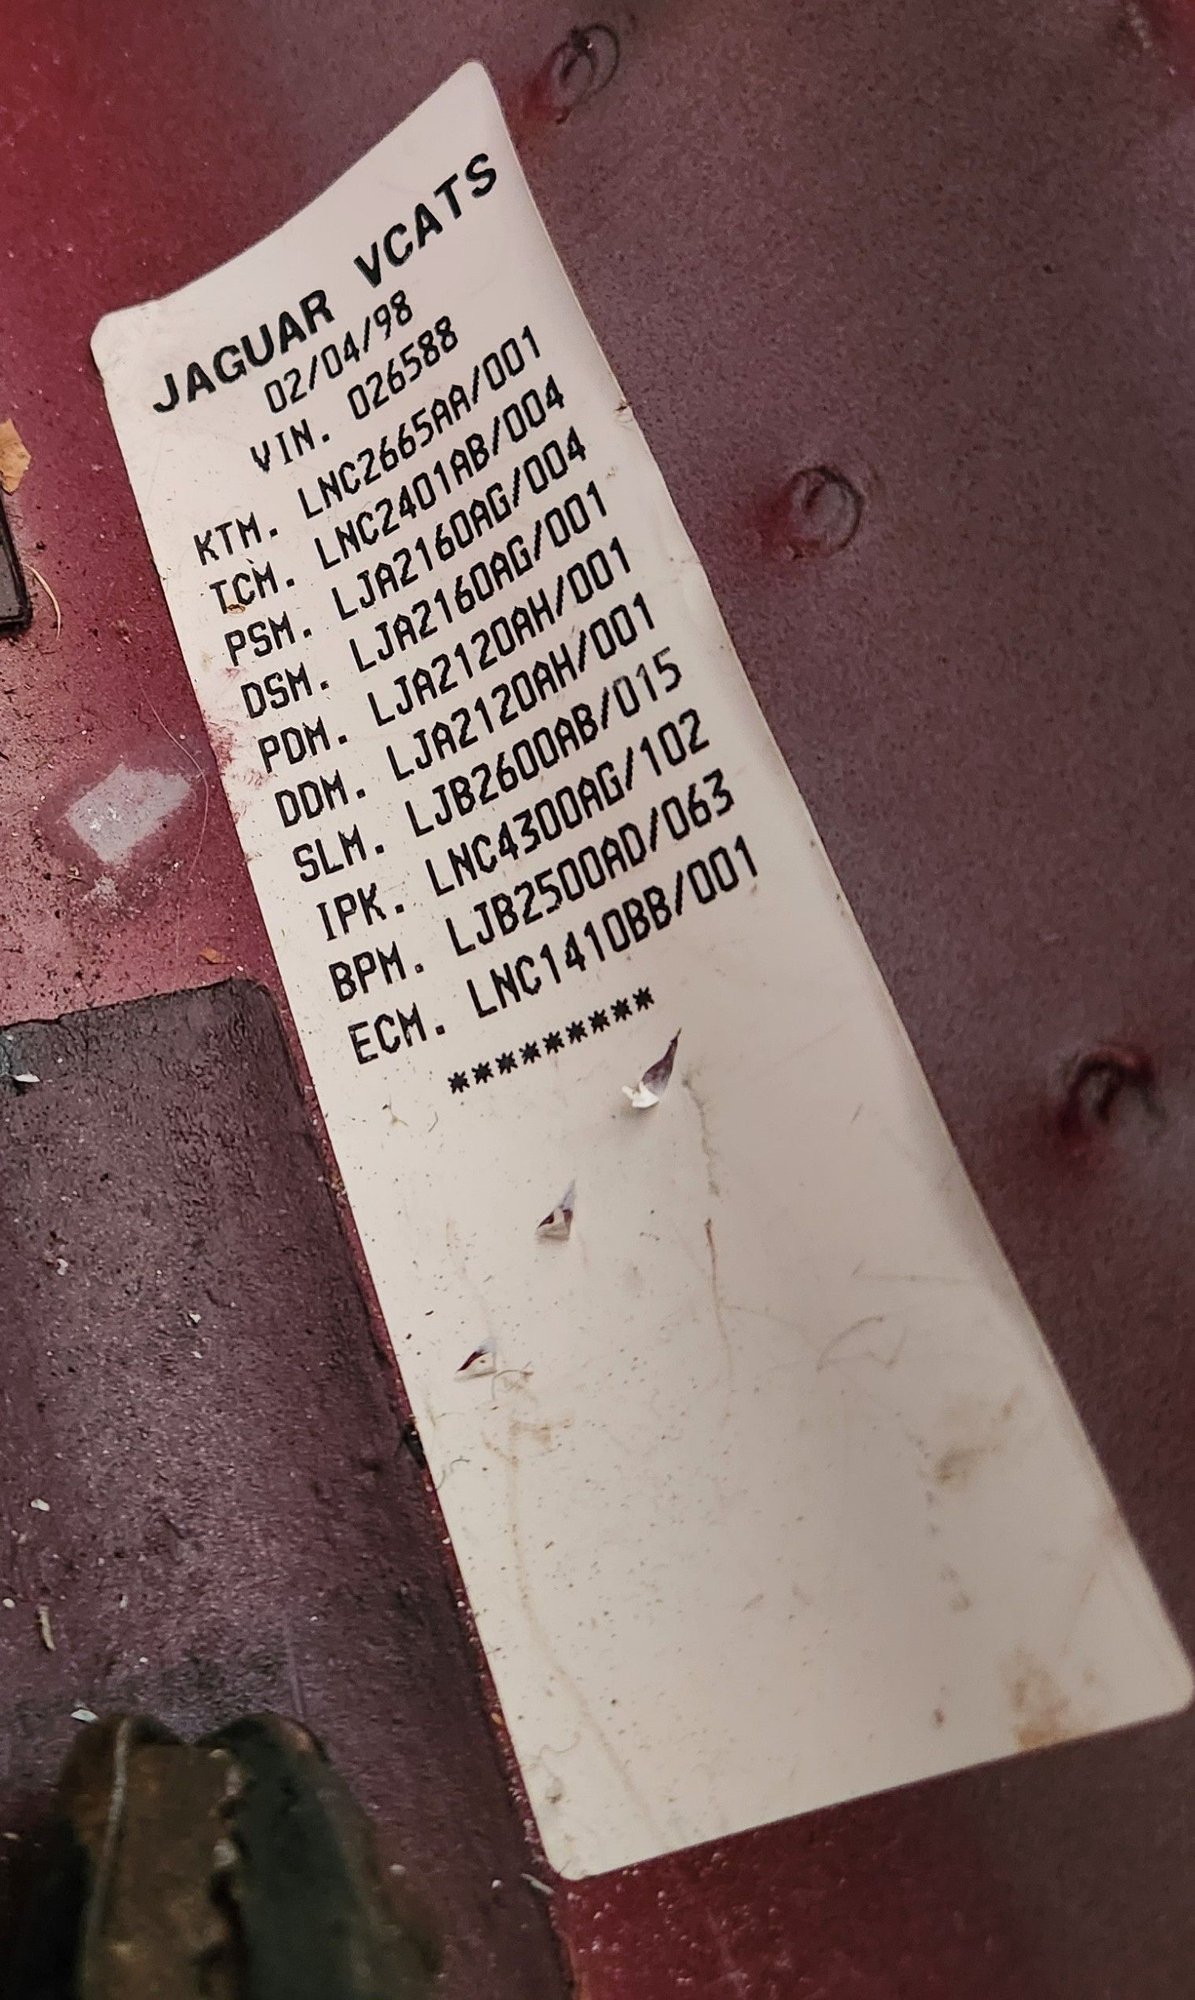 JAGUAR VCATS
02/04/98
VIN. 026588
KTM. LNC2665AA/001
TCM. LNC2401AB/004
PSM. LJA2160AG/004
DSM. LJA2160AG/001
PDM. LJA2120AH/001
DDM. LJA2120AH/001
SLM. LJB2600AB/015
IPK. LNC4300AG/102
BPM. LJB2500AD/063
ECM. LNC1410BB/001
*********